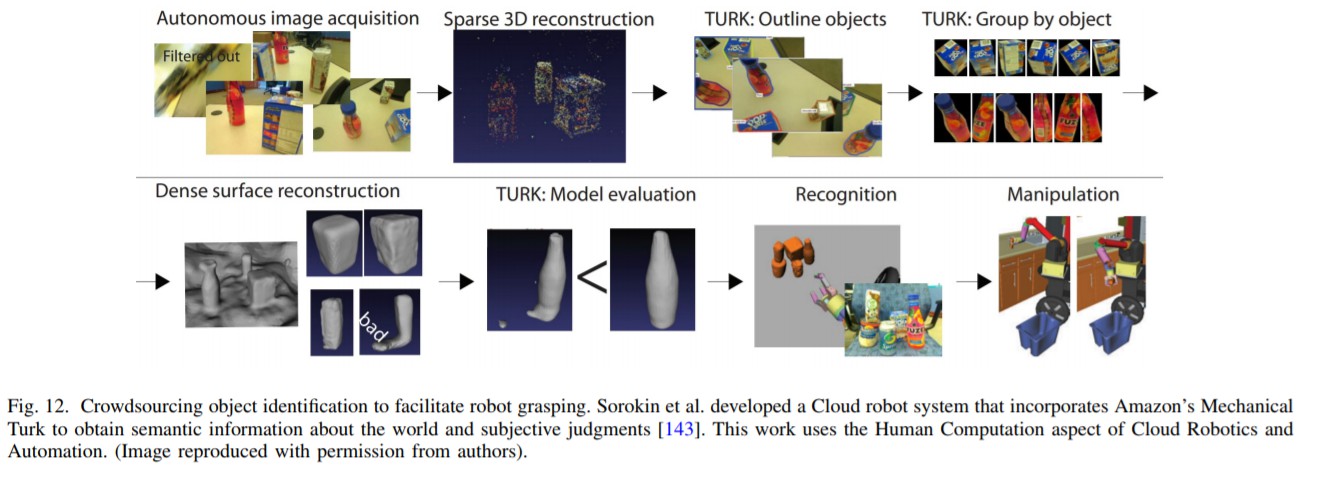 Autonomous image acquisition
Sparse 3D reconstruction
TURK: Outline objects
TURK: Group by object
Filtered out
Dense surface reconstruction
TURK: Model evaluation
Recognition
Manipulation
bad
<
Fig. 12. Crowdsourcing object identification to facilitate robot grasping. Sorokin et al. developed a Cloud robot system that incorporates Amazon's Mechanical
Turk to obtain semantic information about the world and subjective judgments [143]. This work uses the Human Computation aspect of Cloud Robotics and
Automation. (Image reproduced with permission from authors).